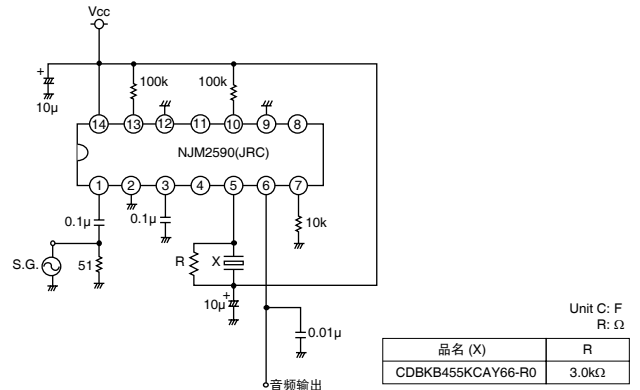 Vcc
+
10μ
100k
100k
14
13
12
11
10
9
8
NJM2590(JRC)
1
2
3
4
5
6
7
0.1μ
0.1μ
10k
S.G.
51
R
X
+
10μ
0.01μ
音频输出
Unit C: F
R: Ω
品名 (X) R
CDBKB455KCAY66-R0 3.0kΩ